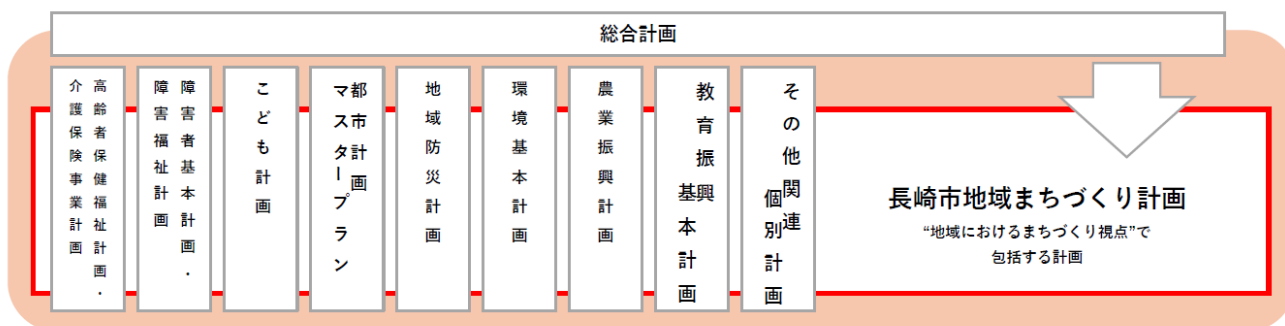 総合計画
高齢者保健福祉計画・
介護保険事業計画
障害者基本計画・
障害福祉計画
こども計画
都市計画
マスタープラン
地域防災計画
環境基本計画
農業振興計画
教育振興
基本計画
その他関連
個別計画
長崎市地域まちづくり計画
“地域におけるまちづくり視点”で
包括する計画